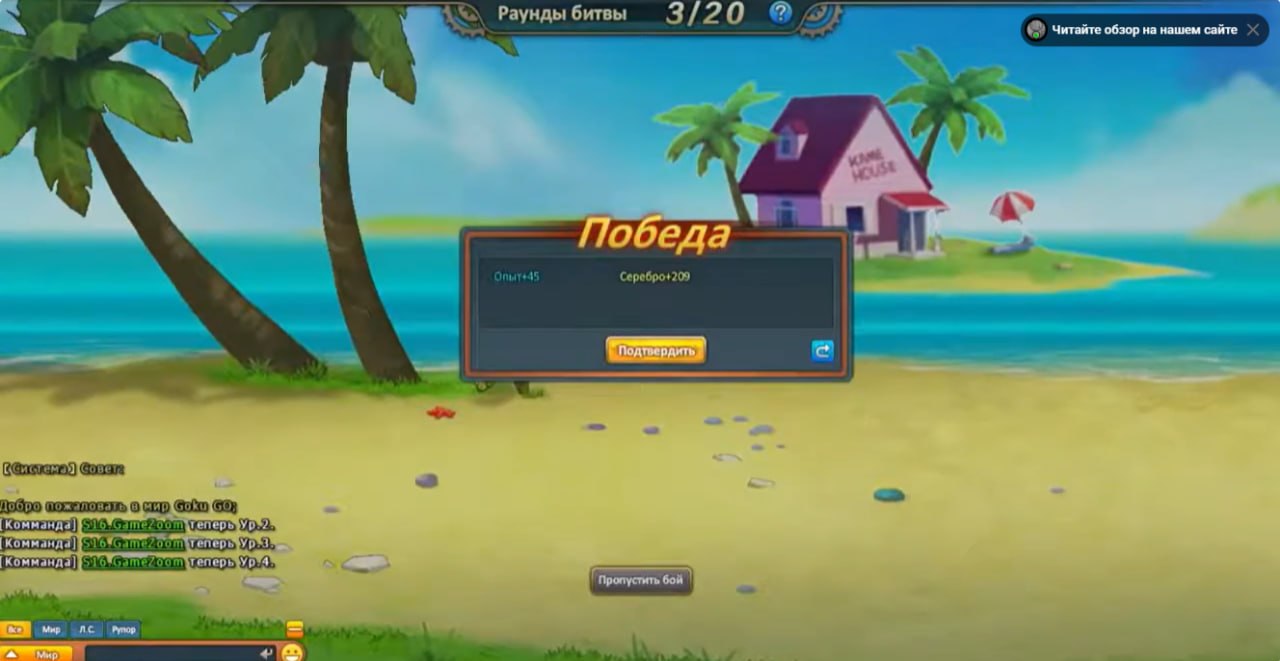 Раунды битвы 3/20 ?
Читайте обзор на нашем сайте
KAME
HOUSE
Победа
Опыт+45 Серебро+209
Подтвердить
[Система] Совет:
Добро пожаловать в мир Goku GO;
[Комманда] S16.GameZoom теперь Ур.2.
[Комманда] S16.GameZoom теперь Ур.3.
[Комманда] S16.GameZoom теперь Ур.4.
Пропустить бой
Все Мир Л.С. Рупор
Мир